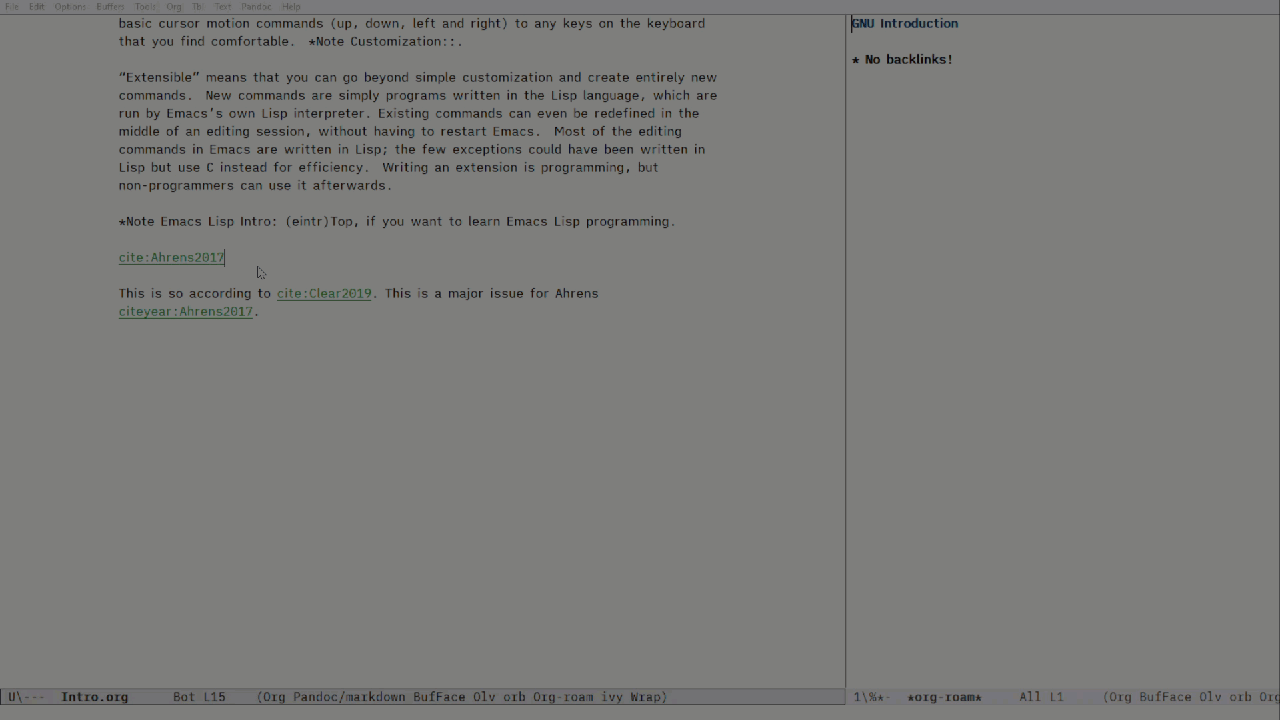 File Edit Options Buffers Tools Org Tbl Text Pandoc Help
basic cursor motion commands (up, down, left and right) to any keys on the keyboard
that you find comfortable.  *Note Customization::.
“Extensible” means that you can go beyond simple customization and create entirely new
commands.  New commands are simply programs written in the Lisp language, which are
run by Emacs’s own Lisp interpreter. Existing commands can even be redefined in the
middle of an editing session, without having to restart Emacs.  Most of the editing
commands in Emacs are written in Lisp; the few exceptions could have been written in
Lisp but use C instead for efficiency.  Writing an extension is programming, but
non-programmers can use it afterwards.
*Note Emacs Lisp Intro: (eintr)Top, if you want to learn Emacs Lisp programming.
cite:Ahrens2017
This is so according to cite:Clear2019. This is a major issue for Ahrens
citeyear:Ahrens2017.
U\--- Intro.org Bot L15 (Org Pandoc/markdown BufFace Olv orb Org-roam ivy Wrap)
GNU Introduction
* No backlinks!
1\%*- *org-roam* All L1 (Org BufFace Olv orb Org